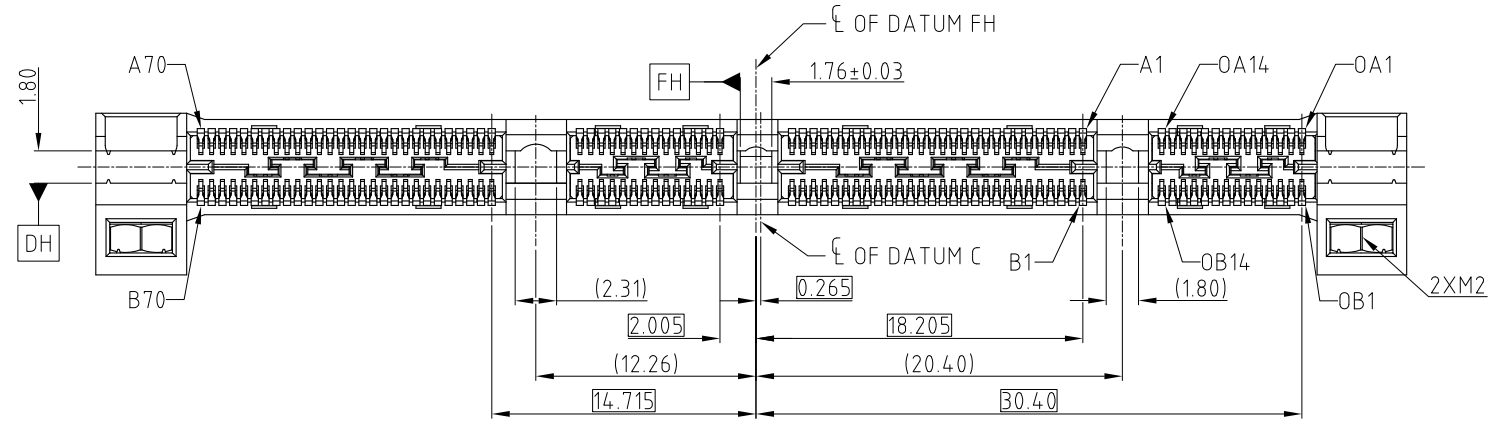 ℄ OF DATUM FH
A70
FH
1.76±0.03
A1
OA14
OA1
1.80
DH
℄ OF DATUM C
B1
OB14
B70
(2.31)
0.265
(1.80)
OB1
2XM2
2.005
18.205
(12.26)
(20.40)
14.715
30.40